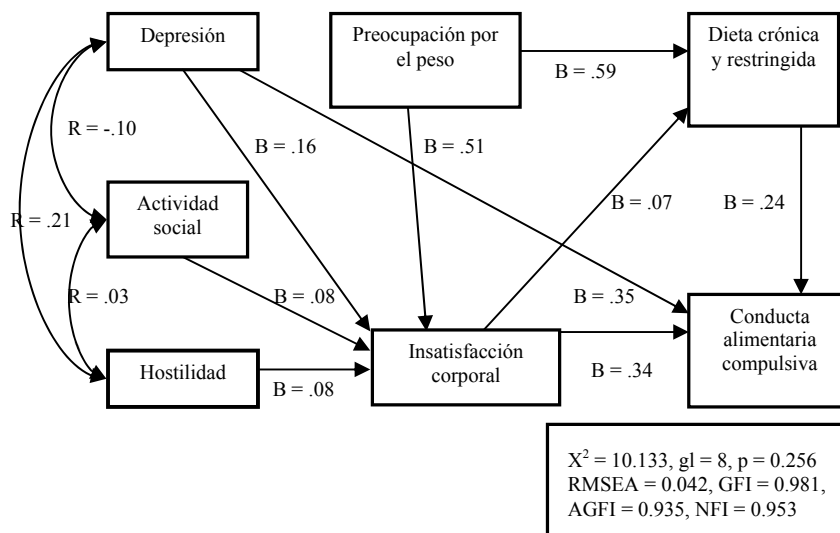 Depresión
Preocupación por
el peso
Dieta crónica
y restringida
B = .59
R = -.10
B = .16
B = .51
Actividad
social
B = .07
B = .24
R = .21
R = .03
B = .08
B = .35
Insatisfacción
corporal
Conducta
alimentaria
compulsiva
Hostilidad
B = .08
B = .34
X² = 10.133, gl = 8, p = 0.256
RMSEA = 0.042, GFI = 0.981,
AGFI = 0.935, NFI = 0.953